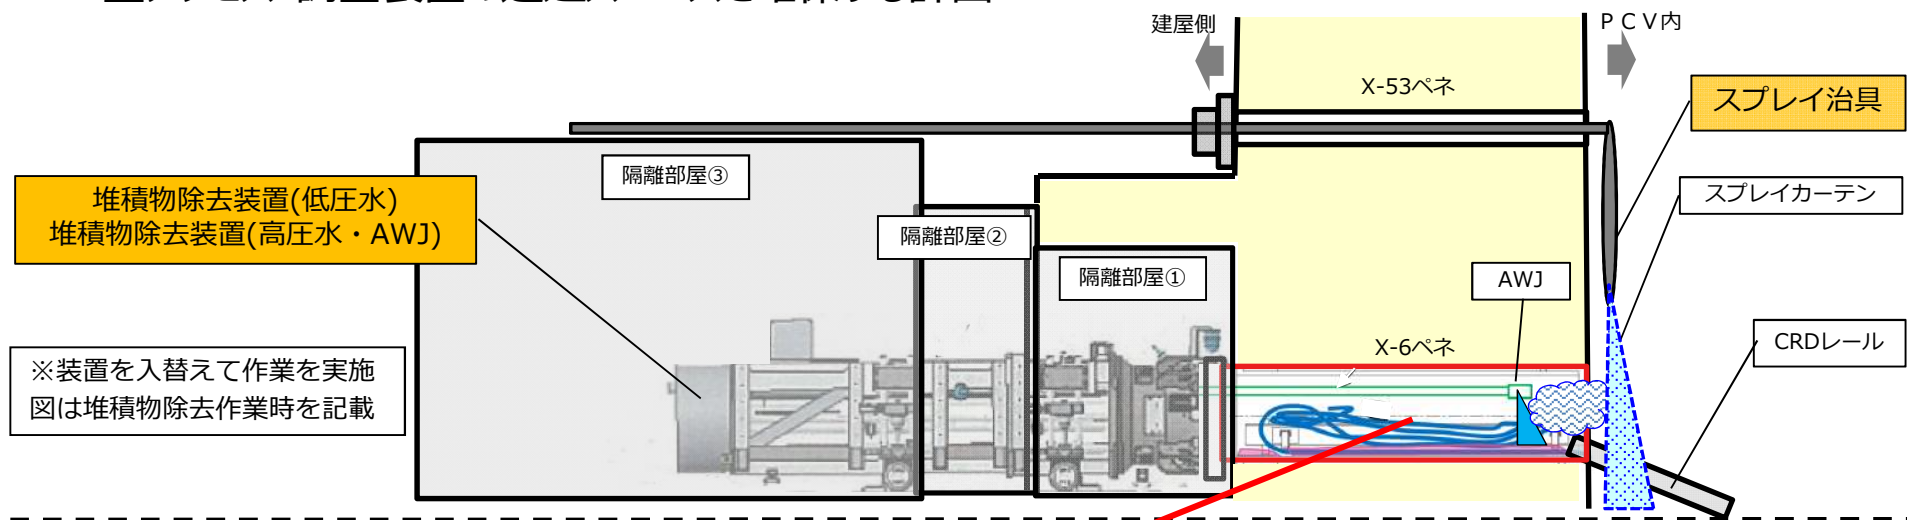 建屋側
PCV内
X-53ペネ
スプレイ治具
隔離部屋③
堆積物除去装置(低圧水)
堆積物除去装置(高圧水・AWJ)
スプレイカーテン
隔離部屋②
隔離部屋①
AWJ
X-6ペネ
CRDレール
※装置を入替えて作業を実施
図は堆積物除去作業時を記載